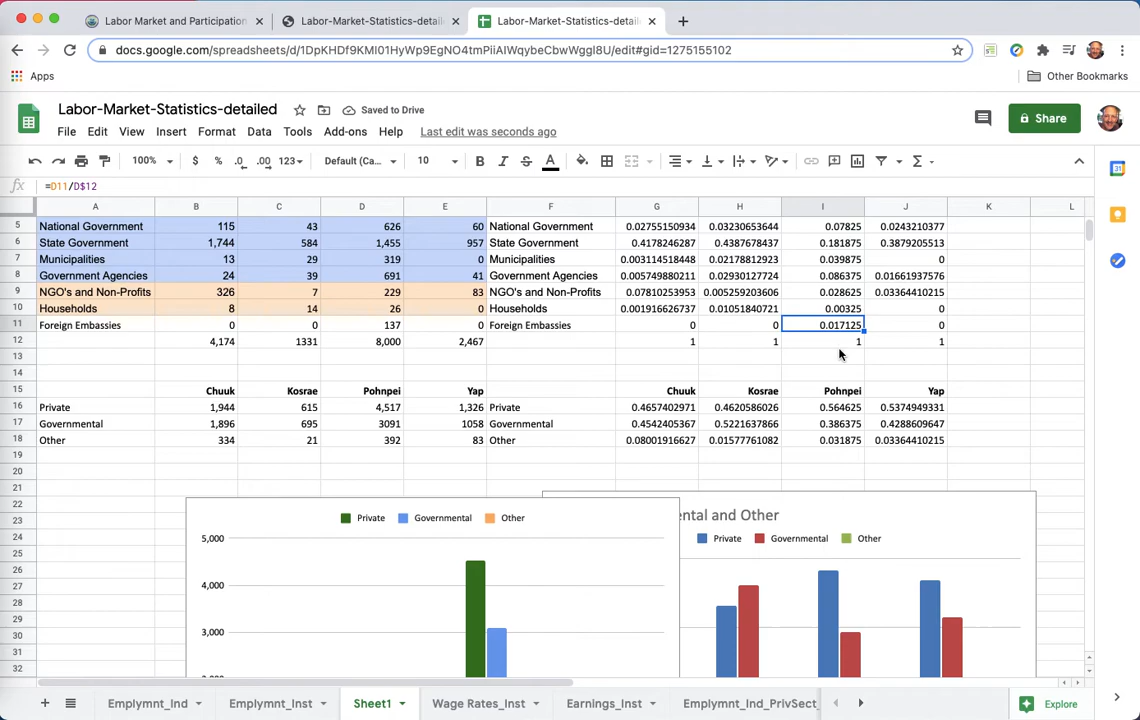 Labor Market and Participation
Labor-Market-Statistics-detail
Labor-Market-Statistics-detail
docs.google.com/spreadsheets/d/1DpKHDf9KMl01HyWp9EgNO4tmPiiAIWqybeCbwWggl8U/edit#gid=1275155102
Apps
Other Bookmarks
Labor-Market-Statistics-detailed
Saved to Drive
File Edit View Insert Format Data Tools Add-ons Help Last edit was seconds ago
Share
100% $ % .0 .00 123 Default (Ca... 10 B I S A
fx =D11/D$12
A B C D E F G H I J K L
5 National Government 115 43 626 60 National Government 0.02755150934 0.03230653644 0.07825 0.0243210377
6 State Government 1,744 584 1,455 957 State Government 0.4178246287 0.4387678437 0.181875 0.3879205513
7 Municipalities 13 29 319 0 Municipalities 0.003114518448 0.02178812923 0.039875 0
8 Government Agencies 24 39 691 41 Government Agencies 0.005749880211 0.02930127724 0.086375 0.01661937576
9 NGO's and Non-Profits 326 7 229 83 NGO's and Non-Profits 0.07810253953 0.005259203606 0.028625 0.03364410215
10 Households 8 14 26 0 Households 0.001916626737 0.01051840721 0.00325 0
11 Foreign Embassies 0 0 137 0 Foreign Embassies 0 0 0.017125 0
12 4,174 1331 8,000 2,467 1 1 1 1
13
14
15 Chuuk Kosrae Pohnpei Yap Chuuk Kosrae Pohnpei Yap
16 Private 1,944 615 4,517 1,326 Private 0.4657402971 0.4620586026 0.564625 0.5374949331
17 Governmental 1,896 695 3091 1058 Governmental 0.4542405367 0.5221637866 0.386375 0.4288609647
18 Other 334 21 392 83 Other 0.08001916627 0.01577761082 0.031875 0.03364410215
19
20
21
22
23
24
25
26
27
28
29
30
31
32
Private Governmental Other
5,000
4,000
3,000
ental and Other
Private Governmental Other
Emplymnt_Ind Emplymnt_Inst Sheet1 Wage Rates_Inst Earnings_Inst Emplymnt_Ind_PrivSect_
Explore